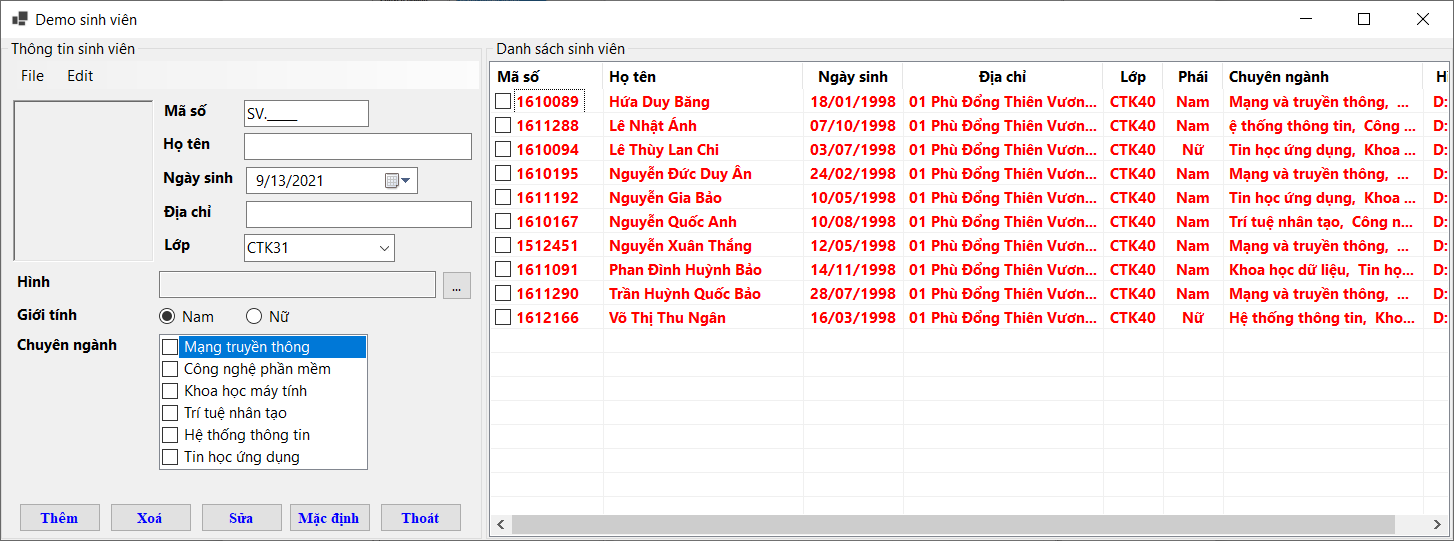 Demo sinh viên
Thông tin sinh viên
File Edit
Mã số SV._____
Họ tên
Ngày sinh 9/13/2021
Địa chỉ
Lớp CTK31
Hình ...
Giới tính Nam Nữ
Chuyên ngành
Mạng truyền thông
Công nghệ phần mềm
Khoa học máy tính
Trí tuệ nhân tạo
Hệ thống thông tin
Tin học ứng dụng
Thêm Xoá Sửa Mặc định Thoát
Danh sách sinh viên
Mã số Họ tên Ngày sinh Địa chỉ Lớp Phái Chuyên ngành H
1610089 Hứa Duy Băng 18/01/1998 01 Phù Đổng Thiên Vươn... CTK40 Nam Mạng và truyền thông, ... D:
1611288 Lê Nhật Ánh 07/10/1998 01 Phù Đổng Thiên Vươn... CTK40 Nam ệ thống thông tin, Công ... D:
1610094 Lê Thùy Lan Chi 03/07/1998 01 Phù Đổng Thiên Vươn... CTK40 Nữ Tin học ứng dụng, Khoa ... D:
1610195 Nguyễn Đức Duy Ân 24/02/1998 01 Phù Đổng Thiên Vươn... CTK40 Nam Mạng và truyền thông, ... D:
1611192 Nguyễn Gia Bảo 10/05/1998 01 Phù Đổng Thiên Vươn... CTK40 Nam Tin học ứng dụng, Khoa ... D:
1610167 Nguyễn Quốc Anh 10/08/1998 01 Phù Đổng Thiên Vươn... CTK40 Nam Trí tuệ nhân tạo, Công n... D:
1512451 Nguyễn Xuân Thắng 12/05/1998 01 Phù Đổng Thiên Vươn... CTK40 Nam Mạng và truyền thông, ... D:
1611091 Phan Đình Huỳnh Bảo 14/11/1998 01 Phù Đổng Thiên Vươn... CTK40 Nam Khoa học dữ liệu, Tin họ... D:
1611290 Trần Huỳnh Quốc Bảo 28/07/1998 01 Phù Đổng Thiên Vươn... CTK40 Nam Mạng và truyền thông, ... D:
1612166 Võ Thị Thu Ngân 16/03/1998 01 Phù Đổng Thiên Vươn... CTK40 Nữ Hệ thống thông tin, Kho... D: